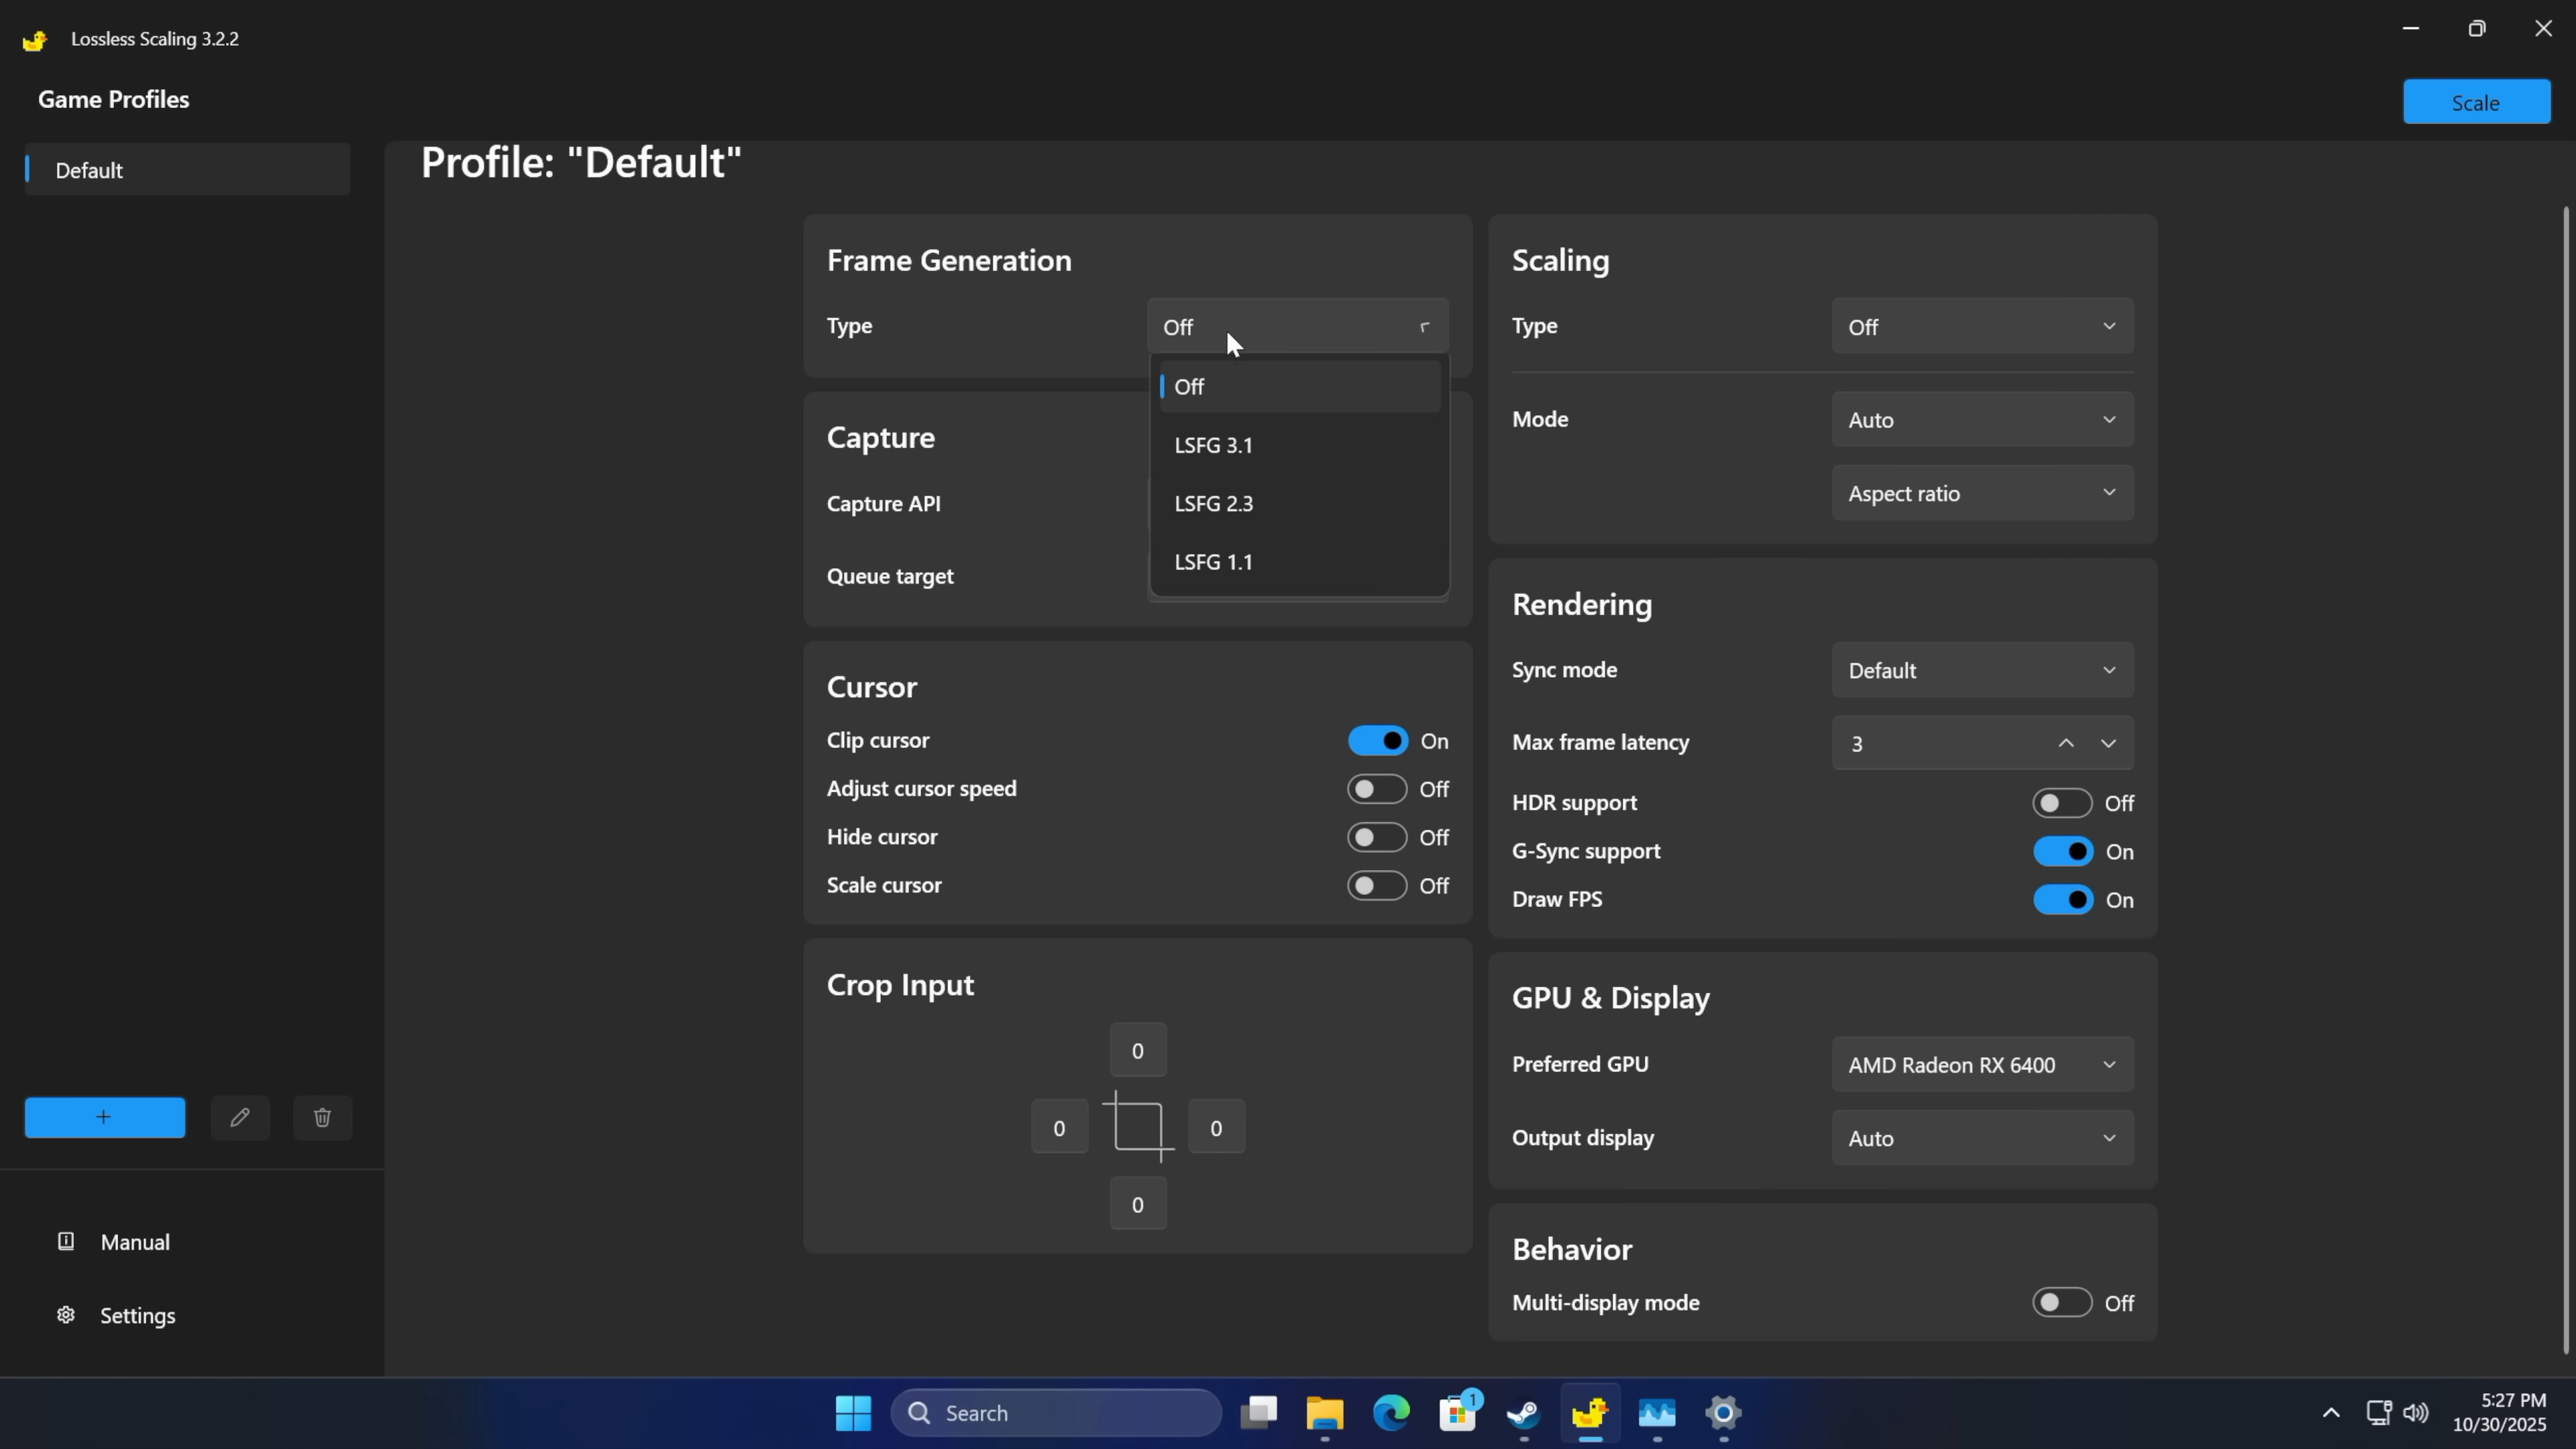 Lossless Scaling 3.2.2
Game Profiles
Scale
Default
Profile: "Default"
Frame Generation
Type
Off
Off
LSFG 3.1
LSFG 2.3
LSFG 1.1
Capture
Capture API
Queue target
Cursor
Clip cursor
On
Adjust cursor speed
Off
Hide cursor
Off
Scale cursor
Off
Crop Input
0
0
0
0
Scaling
Type
Off
Mode
Auto
Aspect ratio
Rendering
Sync mode
Default
Max frame latency
3
HDR support
Off
G-Sync support
On
Draw FPS
On
GPU & Display
Preferred GPU
AMD Radeon RX 6400
Output display
Auto
Behavior
Multi-display mode
Off
+
Manual
Settings
Search
1
5:27 PM
10/30/2025